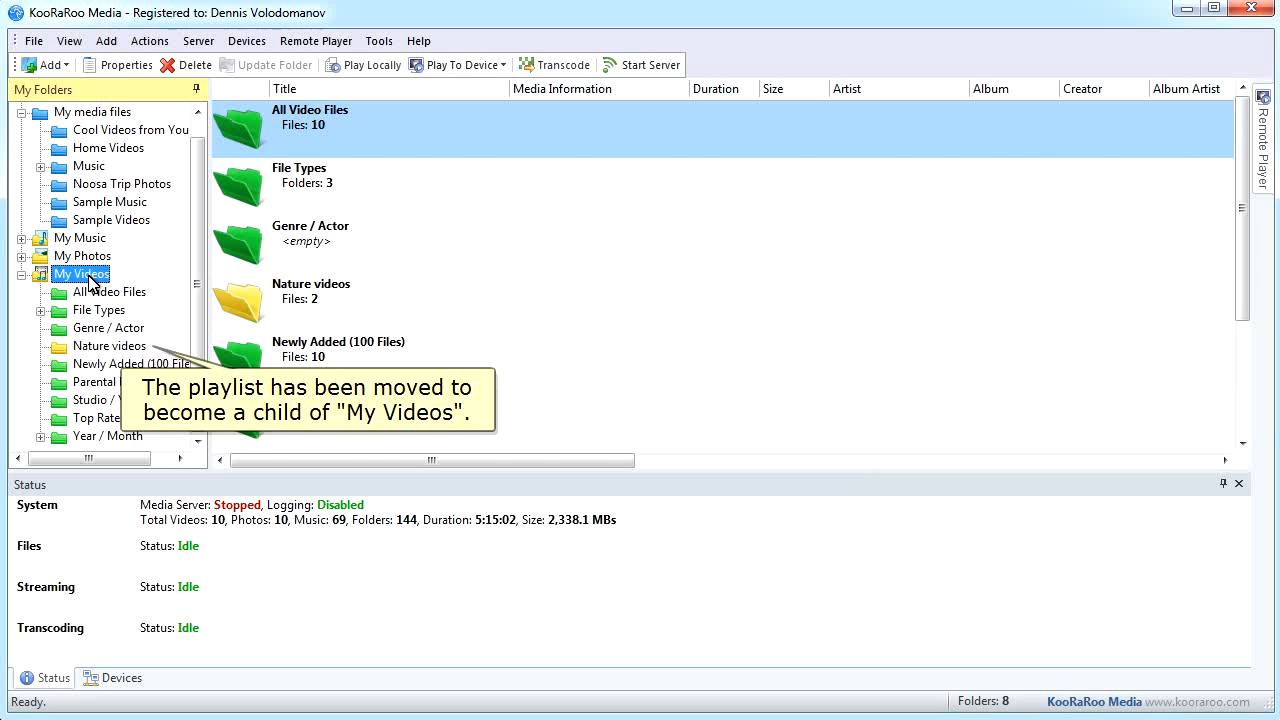 KooRaRoo Media - Registered to: Dennis Volodomanov
File View Add Actions Server Devices Remote Player Tools Help
Add Properties Delete Update Folder Play Locally Play To Device Transcode Start Server
My Folders
My media files
Cool Videos from You
Home Videos
Music
Noosa Trip Photos
Sample Music
Sample Videos
My Music
My Photos
My Videos
All Video Files
File Types
Genre / Actor
Nature videos
Newly Added (100 File
Parental
Studio /
Top Rate
Year / Month
Title Media Information Duration Size Artist Album Creator Album Artist
All Video Files
Files: 10
File Types
Folders: 3
Genre / Actor
<empty>
Nature videos
Files: 2
Newly Added (100 Files)
Files: 10
The playlist has been moved to
become a child of "My Videos".
Remote Player
Status
System Media Server: Stopped, Logging: Disabled
Total Videos: 10, Photos: 10, Music: 69, Folders: 144, Duration: 5:15:02, Size: 2,338.1 MBs
Files Status: Idle
Streaming Status: Idle
Transcoding Status: Idle
Status Devices
Ready. Folders: 8 KooRaRoo Media www.kooraroo.com